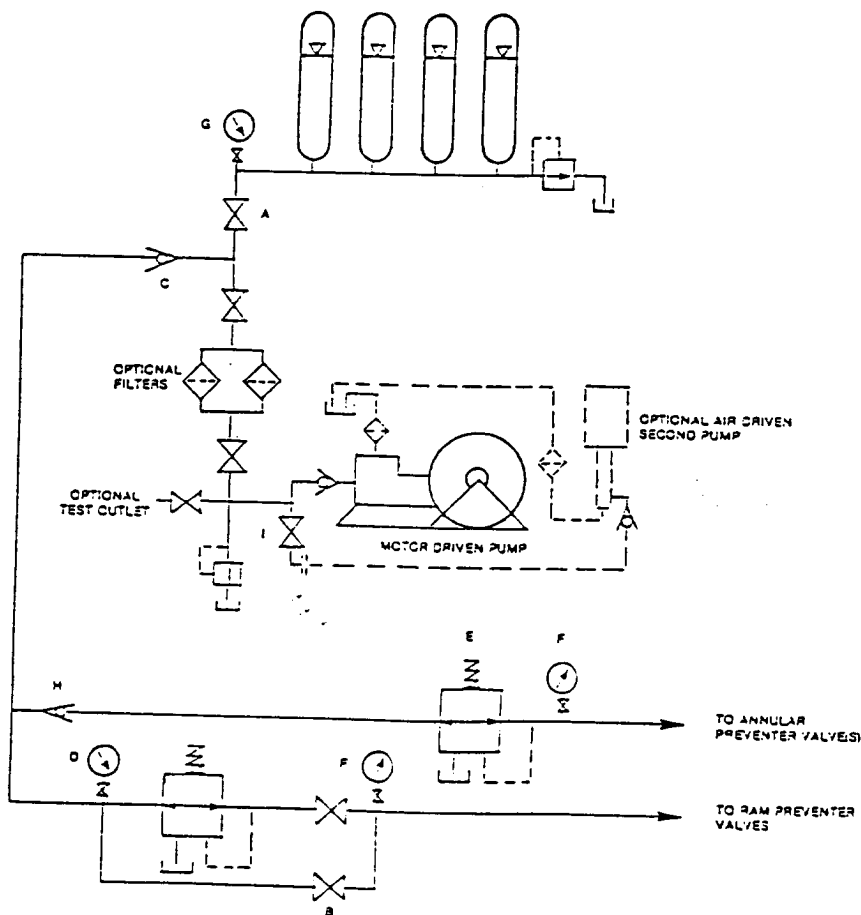 G
A
C
OPTIONAL
FILTERS
OPTIONAL AIR DRIVEN
SECOND PUMP
OPTIONAL
TEST OUTLET
I
MOTOR DRIVEN PUMP
E
F
H
TO ANNULAR
PREVENTER VALVE(S)
D
F
TO RAM PREVENTER
VALVES
B